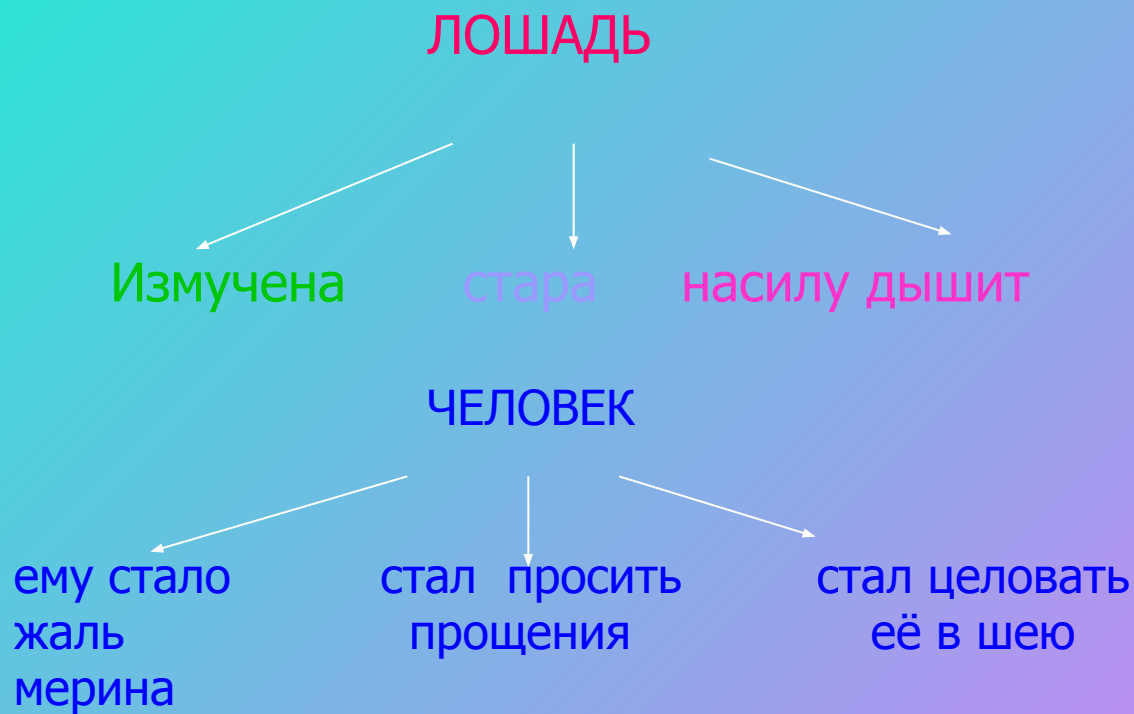 ЛОШАДЬ
Измучена стара насилу дышит
ЧЕЛОВЕК
ему стало
жаль
мерина
стал просить
прощения
стал целовать
её в шею